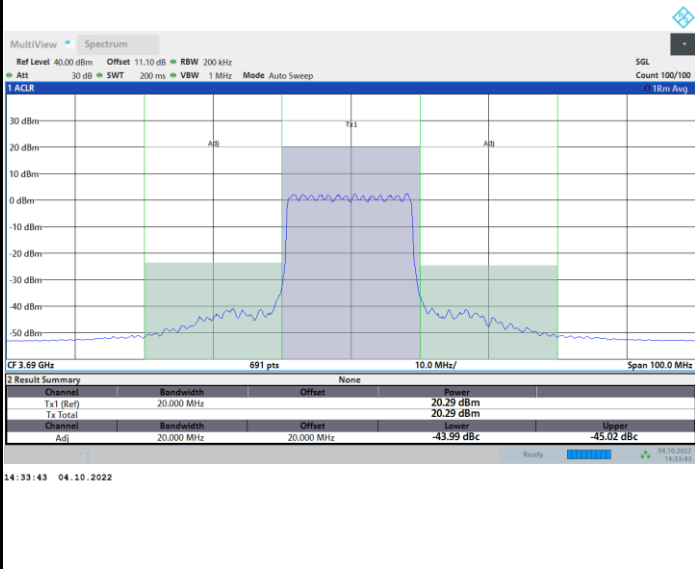 MultiView Spectrum
Ref Level 40.00 dBm Offset 11.10 dB RBW 200 kHz SGL
Att 30 dB SWT 200 ms VBW 1 MHz Mode Auto Sweep Count 100/100
1 ACLR 1Rm Avg
30 dBm
Tx1
20 dBm
Adj Adj
10 dBm
0 dBm
-10 dBm
-20 dBm
-30 dBm
-40 dBm
-50 dBm
CF 3.69 GHz 691 pts 10.0 MHz/ Span 100.0 MHz
2 Result Summary None
Channel Bandwidth Offset Power
Tx1 (Ref) 20.000 MHz 20.29 dBm
Tx Total 20.29 dBm
Channel Bandwidth Offset Lower Upper
Adj 20.000 MHz 20.000 MHz -43.99 dBc -45.02 dBc
Ready 04.10.2022
14:33:43
14:33:43 04.10.2022